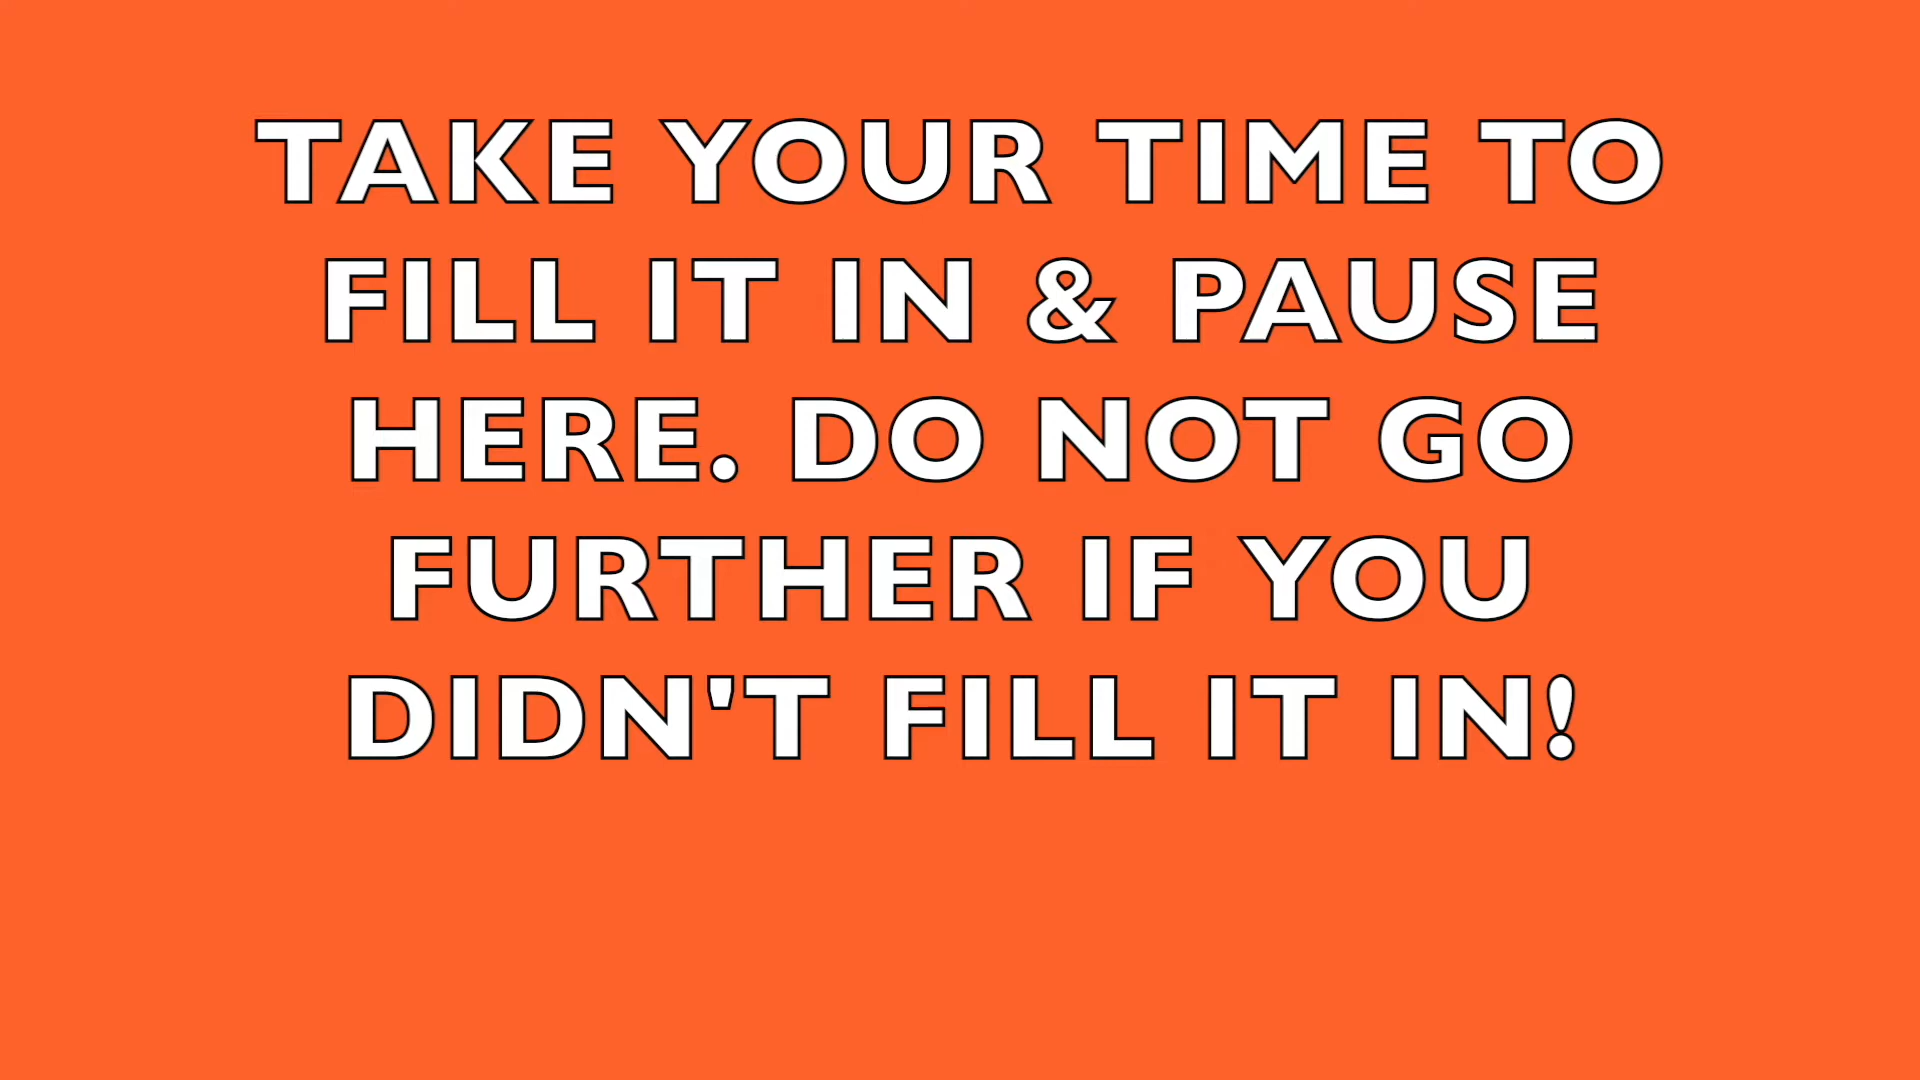 TAKE YOUR TIME TO
FILL IT IN & PAUSE
HERE. DO NOT GO
FURTHER IF YOU
DIDN'T FILL IT IN!